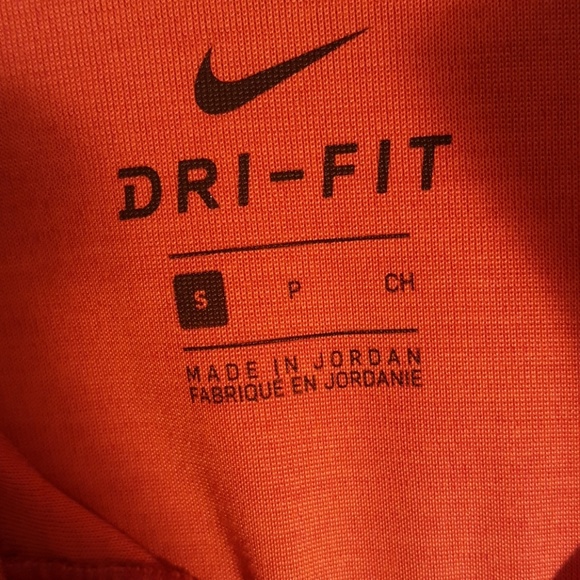 DRI-FIT
S P CH
MADE IN JORDAN
FABRIQUÉ EN JORDANIE